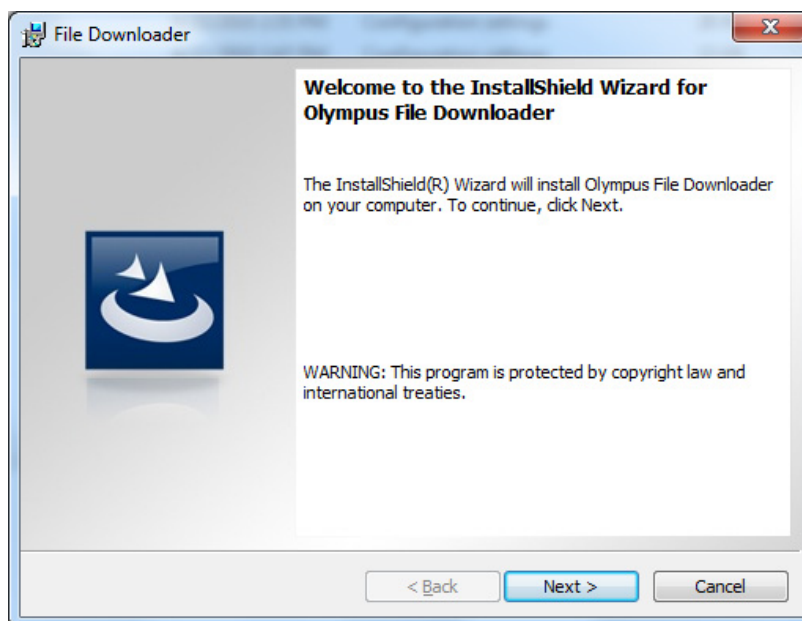 File Downloader
Welcome to the InstallShield Wizard for
Olympus File Downloader
The InstallShield(R) Wizard will install Olympus File Downloader
on your computer. To continue, click Next.
WARNING: This program is protected by copyright law and
international treaties.
< Back
Next >
Cancel